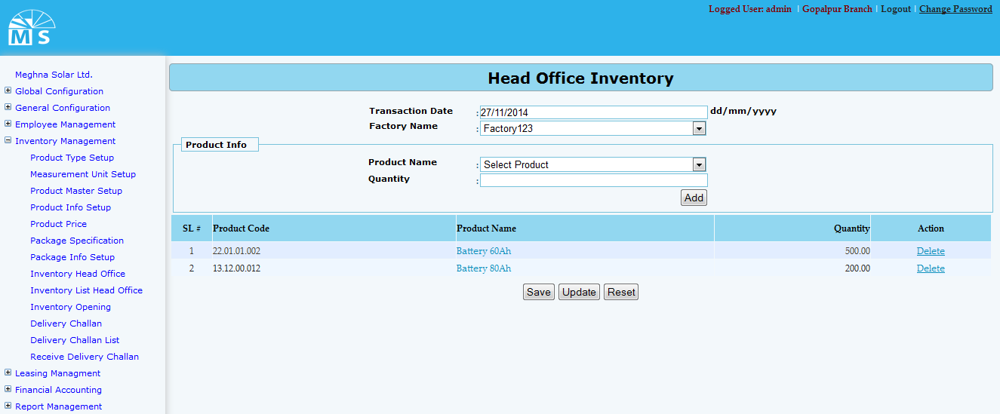 Logged User: admin | Gopalpur Branch | Logout | Change Password
M S
Meghna Solar Ltd.
Global Configuration
General Configuration
Employee Management
Inventory Management
Product Type Setup
Measurement Unit Setup
Product Master Setup
Product Info Setup
Product Price
Package Specification
Package Info Setup
Inventory Head Office
Inventory List Head Office
Inventory Opening
Delivery Challan
Delivery Challan List
Receive Delivery Challan
Leasing Managment
Financial Accounting
Report Management
Head Office Inventory
Transaction Date : 27/11/2014 dd/mm/yyyy
Factory Name : Factory123
Product Info
Product Name : Select Product
Quantity :
Add
SL # Product Code Product Name Quantity Action
1 22.01.01.002 Battery 60Ah 500.00 Delete
2 13.12.00.012 Battery 80Ah 200.00 Delete
Save Update Reset